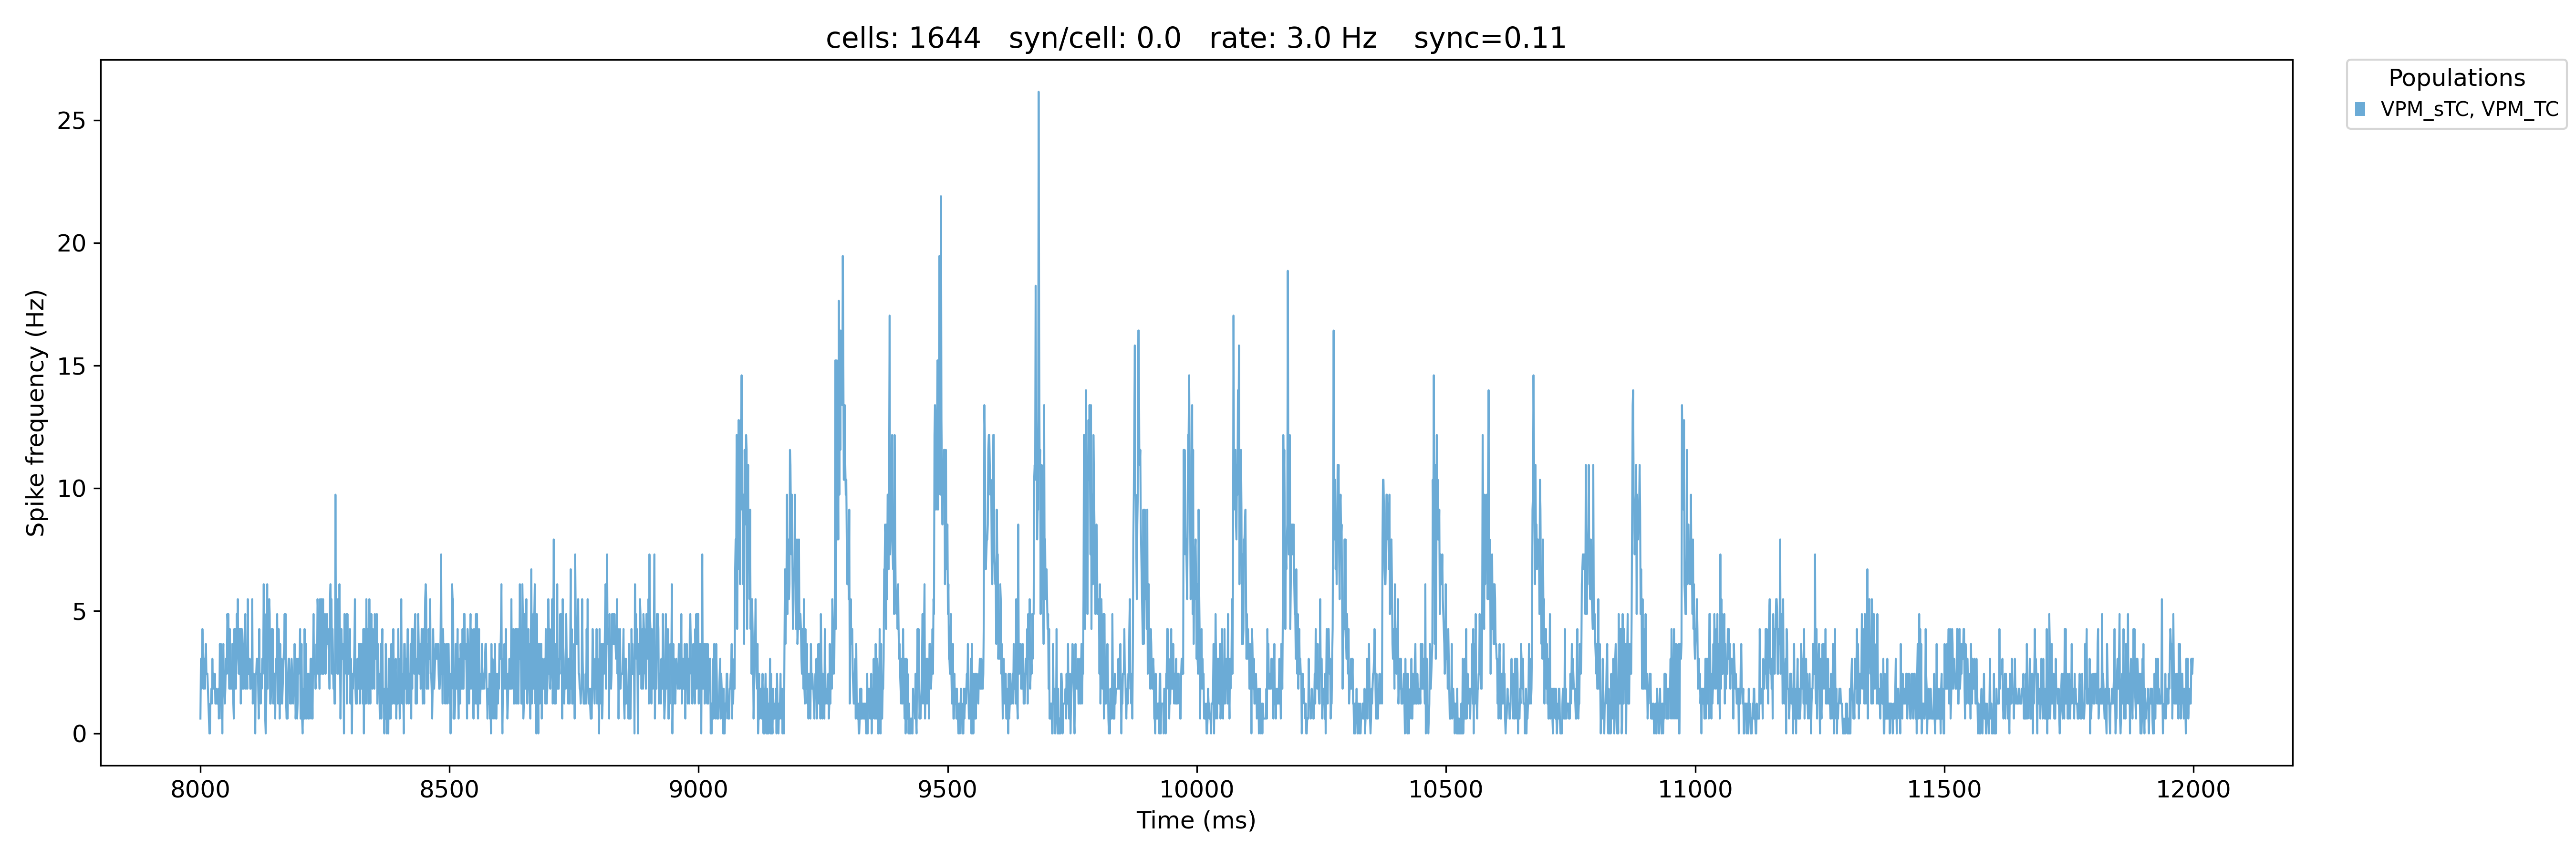 cells: 1644   syn/cell: 0.0   rate: 3.0 Hz    sync=0.11
Populations
VPM_sTC, VPM_TC
Spike frequency (Hz)
25
20
15
10
5
0
8000 8500 9000 9500 10000 10500 11000 11500 12000
Time (ms)